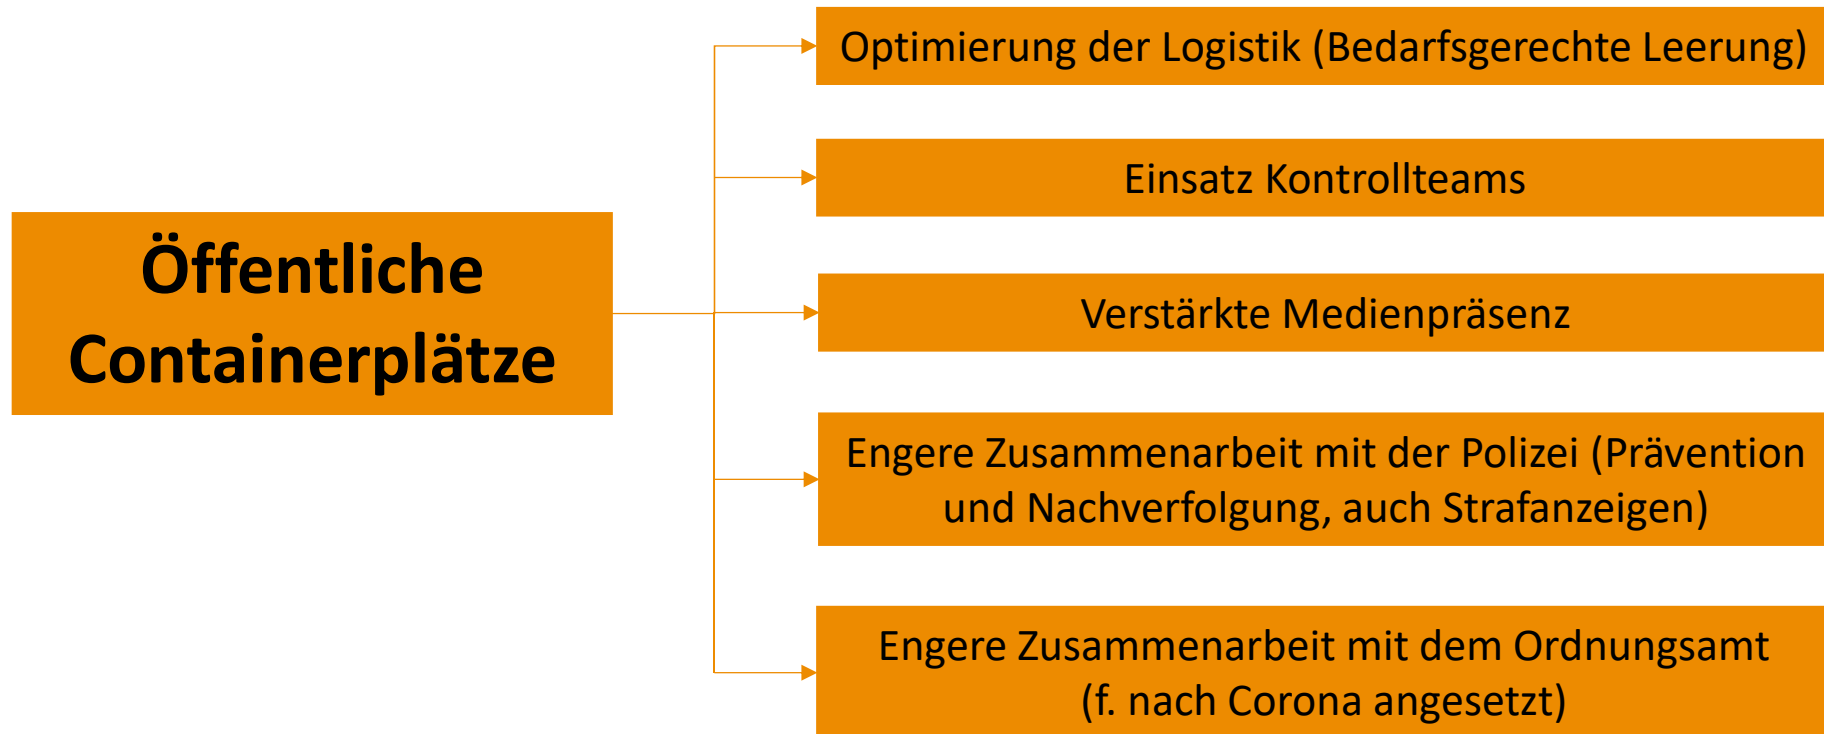 Öffentliche
Containerplätze
Optimierung der Logistik (Bedarfsgerechte Leerung)
Einsatz Kontrollteams
Verstärkte Medienpräsenz
Engere Zusammenarbeit mit der Polizei (Prävention
und Nachverfolgung, auch Strafanzeigen)
Engere Zusammenarbeit mit dem Ordnungsamt
(f. nach Corona angesetzt)